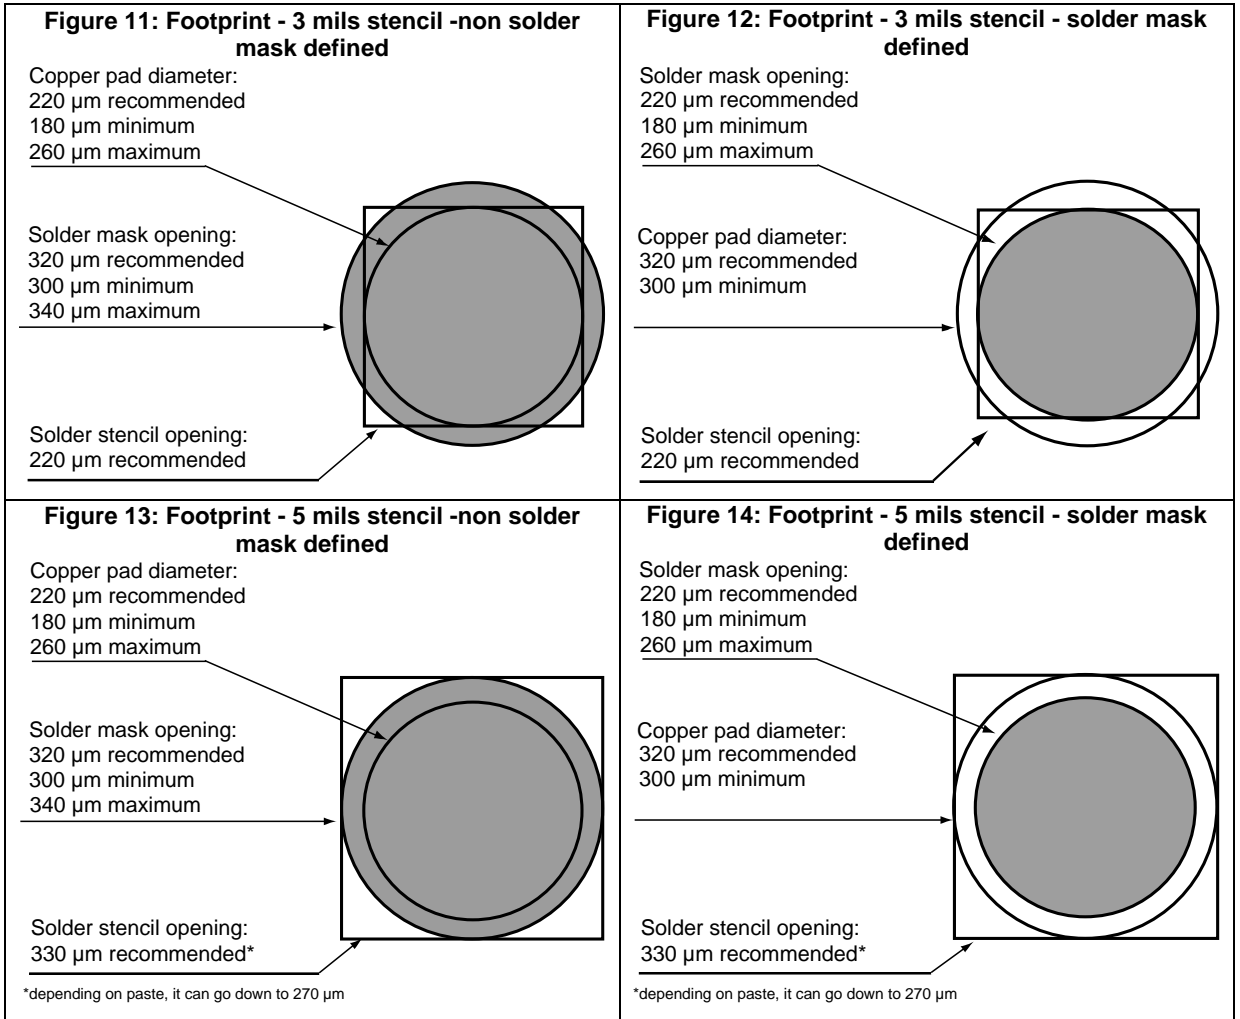 Figure 11: Footprint - 3 mils stencil -non solder
mask defined
Copper pad diameter:
220 µm recommended
180 µm minimum
260 µm maximum
Solder mask opening:
320 µm recommended
300 µm minimum
340 µm maximum
Solder stencil opening:
220 µm recommended
Figure 12: Footprint - 3 mils stencil - solder mask
defined
Solder mask opening:
220 µm recommended
180 µm minimum
260 µm maximum
Copper pad diameter:
320 µm recommended
300 µm minimum
Solder stencil opening:
220 µm recommended
Figure 13: Footprint - 5 mils stencil -non solder
mask defined
Copper pad diameter:
220 µm recommended
180 µm minimum
260 µm maximum
Solder mask opening:
320 µm recommended
300 µm minimum
340 µm maximum
Solder stencil opening:
330 µm recommended*
*depending on paste, it can go down to 270 µm
Figure 14: Footprint - 5 mils stencil - solder mask
defined
Solder mask opening:
220 µm recommended
180 µm minimum
260 µm maximum
Copper pad diameter:
320 µm recommended
300 µm minimum
Solder stencil opening:
330 µm recommended*
*depending on paste, it can go down to 270 µm